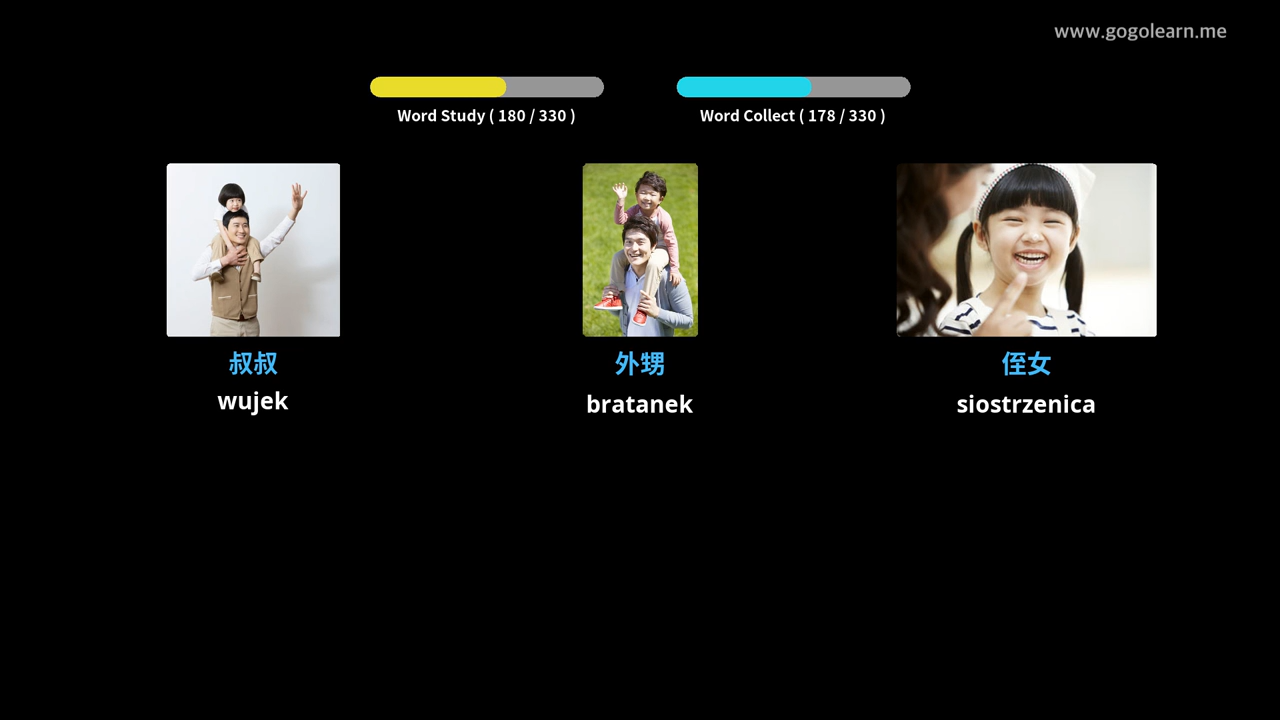 www.gogolearn.me
Word Study ( 180 / 330 )
Word Collect ( 178 / 330 )
叔叔
wujek
外甥
bratanek
侄女
siostrzenica